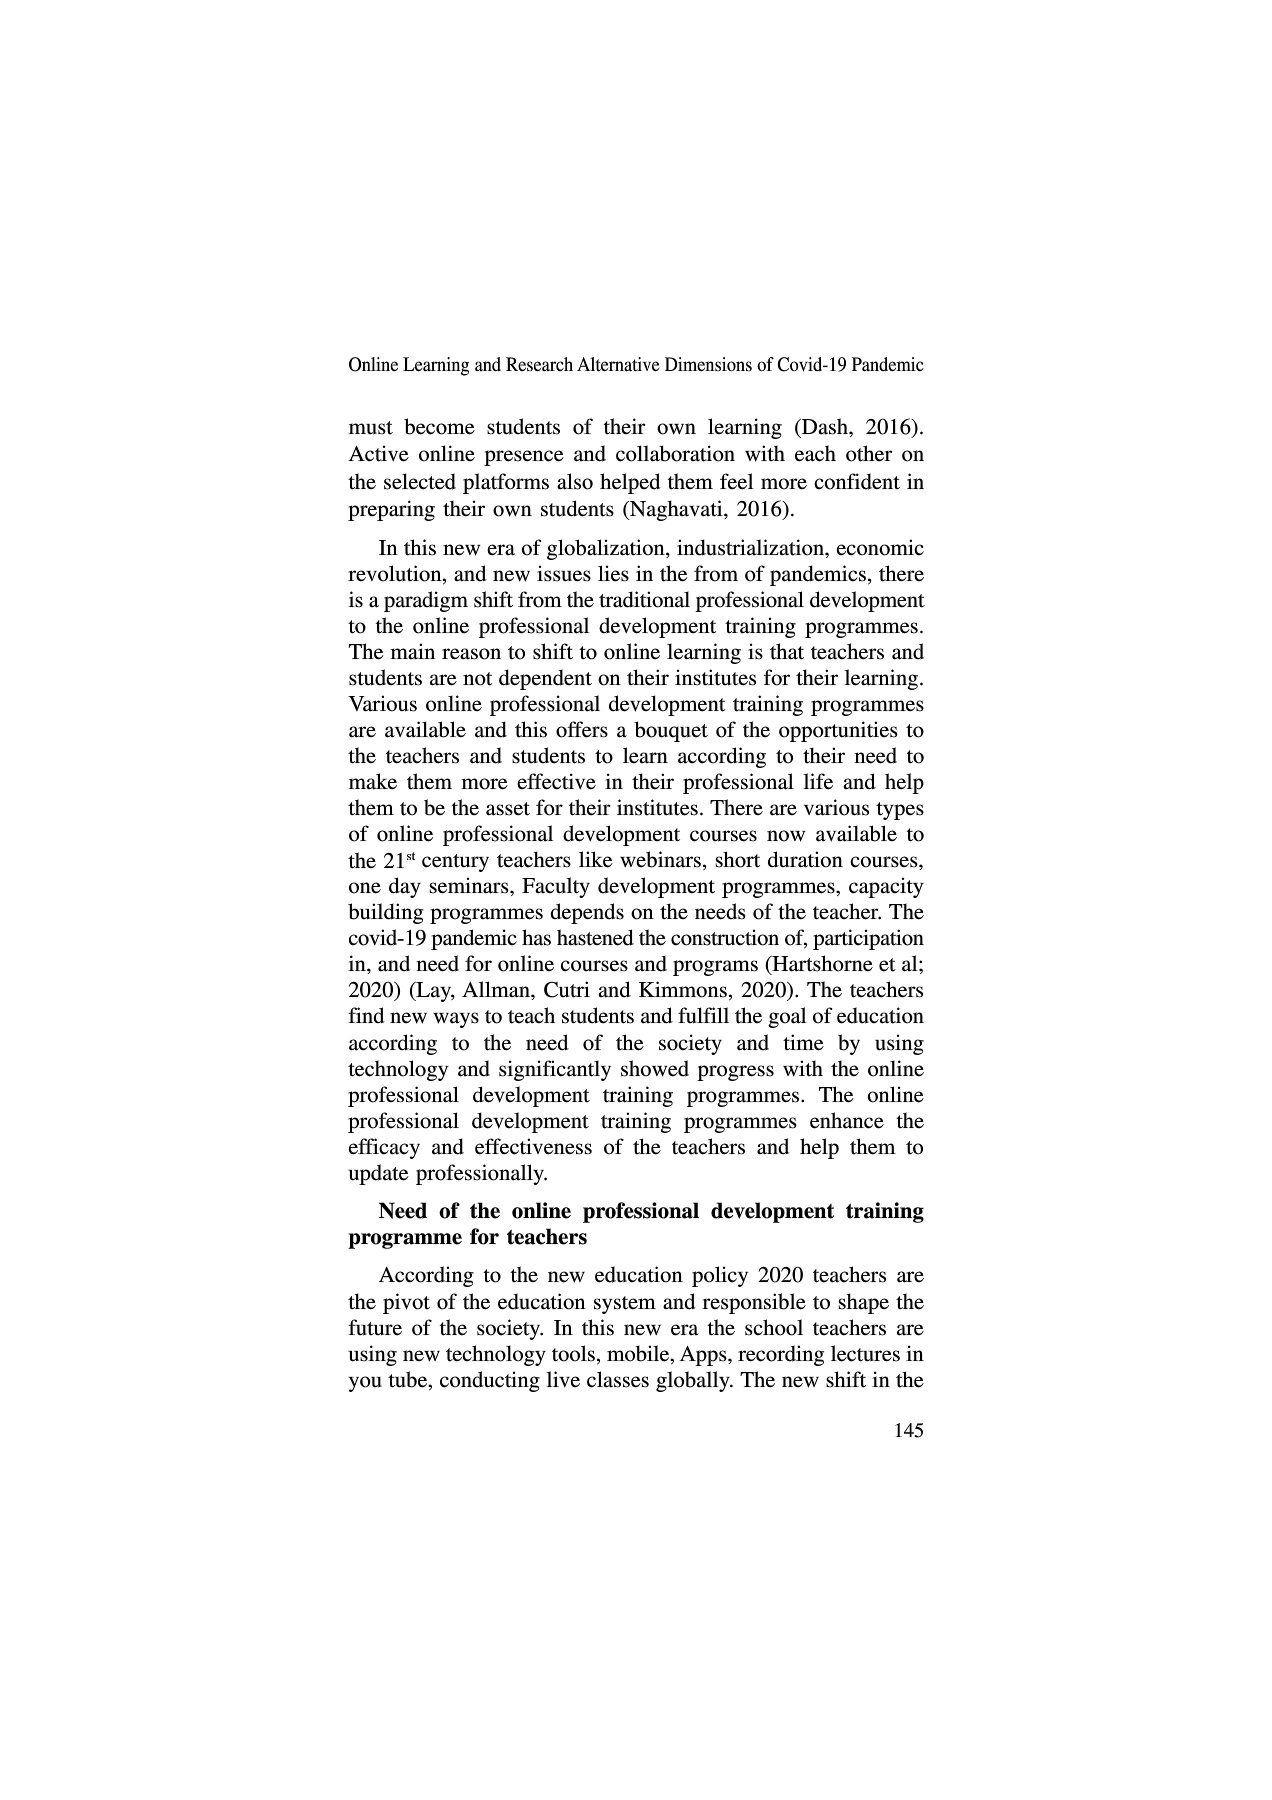 Online Learning and Research Alternative Dimensions of Covid-19 Pandemic
must become students of their own learning (Dash, 2016).
Active online presence and collaboration with each other on
the selected platforms also helped them feel more confident in
preparing their own students (Naghavati, 2016).
In this new era of globalization, industrialization, economic
revolution, and new issues lies in the from of pandemics, there
is a paradigm shift from the traditional professional development
to the online professional development training programmes.
The main reason to shift to online learning is that teachers and
students are not dependent on their institutes for their learning.
Various online professional development training programmes
are available and this offers a bouquet of the opportunities to
the teachers and students to learn according to their need to
make them more effective in their professional life and help
them to be the asset for their institutes. There are various types
of online professional development courses now available to
the 21st century teachers like webinars, short duration courses,
one day seminars, Faculty development programmes, capacity
building programmes depends on the needs of the teacher. The
covid-19 pandemic has hastened the construction of, participation
in, and need for online courses and programs (Hartshorne et al;
2020) (Lay, Allman, Cutri and Kimmons, 2020). The teachers
find new ways to teach students and fulfill the goal of education
according to the need of the society and time by using
technology and significantly showed progress with the online
professional development training programmes. The online
professional development training programmes enhance the
efficacy and effectiveness of the teachers and help them to
update professionally.
Need of the online professional development training
programme for teachers
According to the new education policy 2020 teachers are
the pivot of the education system and responsible to shape the
future of the society. In this new era the school teachers are
using new technology tools, mobile, Apps, recording lectures in
you tube, conducting live classes globally. The new shift in the
145